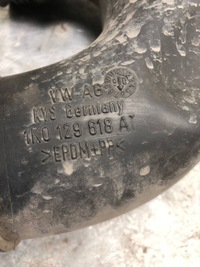 VW AG
KVS Germany
1K0 129 618 AT
>EPDM+PP<